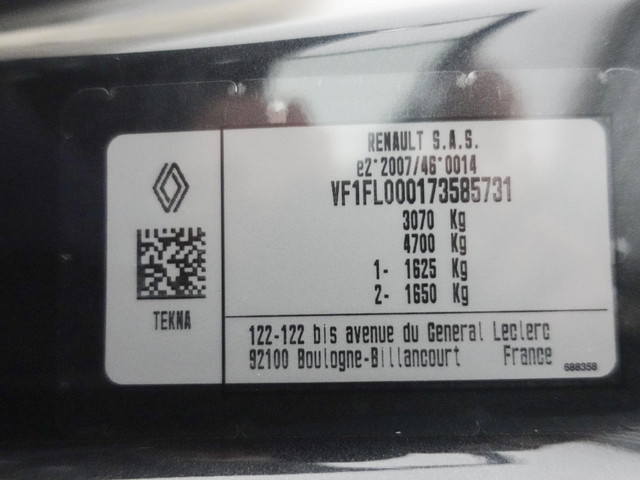 RENAULT S.A.S.
e2*2007/46*0014
VF1FL000173585731
3070 Kg
4700 Kg
1- 1625 Kg
2- 1650 Kg
TEKNA
122-122 bis avenue du General Leclerc
92100 Boulogne-Billancourt France
688358